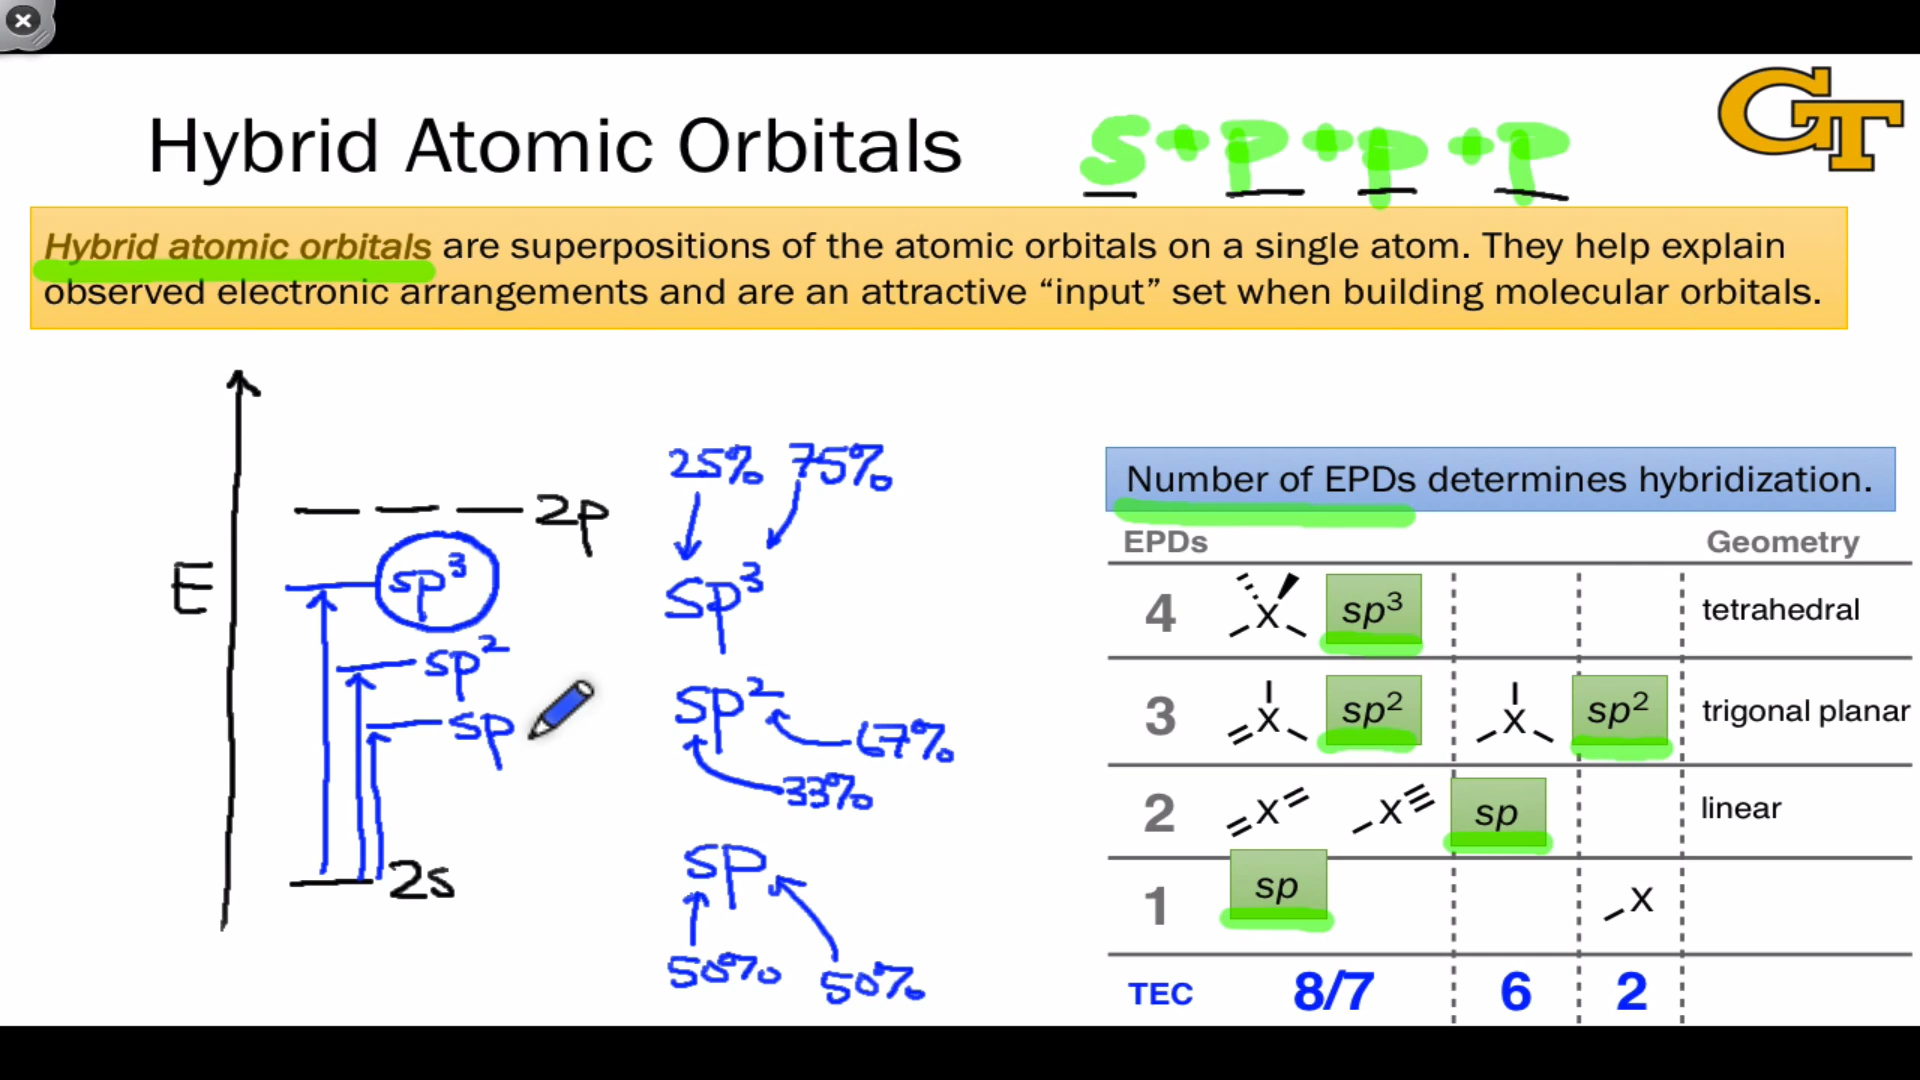 Hybrid Atomic Orbitals
s + p + p + p
GT
Hybrid atomic orbitals are superpositions of the atomic orbitals on a single atom. They help explain
observed electronic arrangements and are an attractive “input” set when building molecular orbitals.
E
2p
sp³
sp²
sp
2s
25% 75%
sp³
sp²
67%
33%
sp
50% 50%
Number of EPDs determines hybridization.
EPDs Geometry
4 X sp³ tetrahedral
3 X sp² X sp² trigonal planar
2 X X sp linear
1 sp X
TEC 8/7 6 2